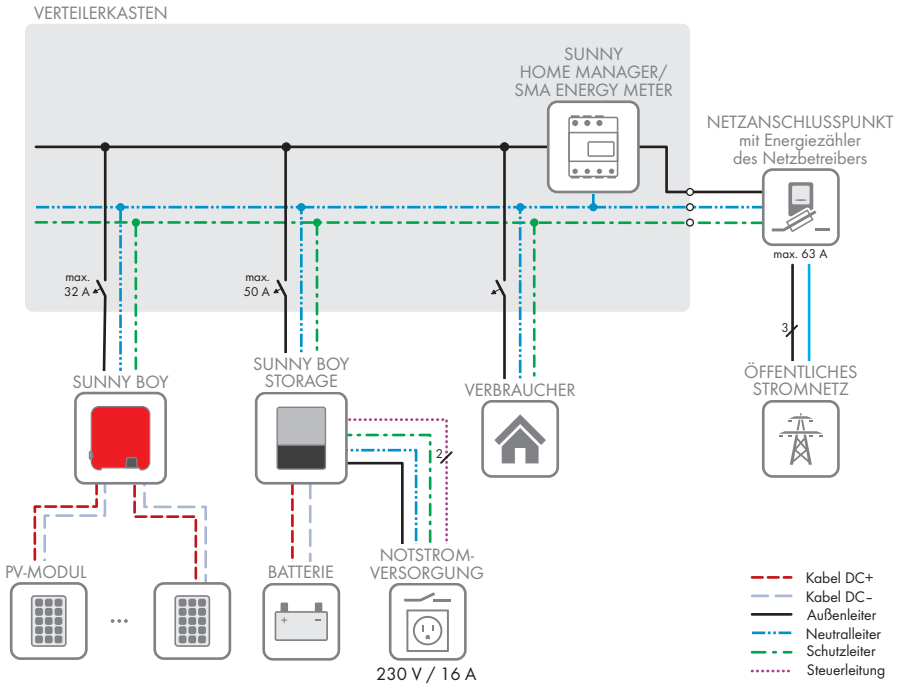 VERTEILERKASTEN
SUNNY
HOME MANAGER/
SMA ENERGY METER
NETZANSCHLUSSPUNKT
mit Energiezähler
des Netzbetreibers
max. 63 A
max.
32 A
max.
50 A
3
SUNNY BOY
SUNNY BOY
STORAGE
VERBRAUCHER
ÖFFENTLICHES
STROMNETZ
2
PV-MODUL
...
BATTERIE
+ −
NOTSTROM-
VERSORGUNG
230 V / 16 A
Kabel DC+
Kabel DC−
Außenleiter
Neutralleiter
Schutzleiter
Steuerleitung